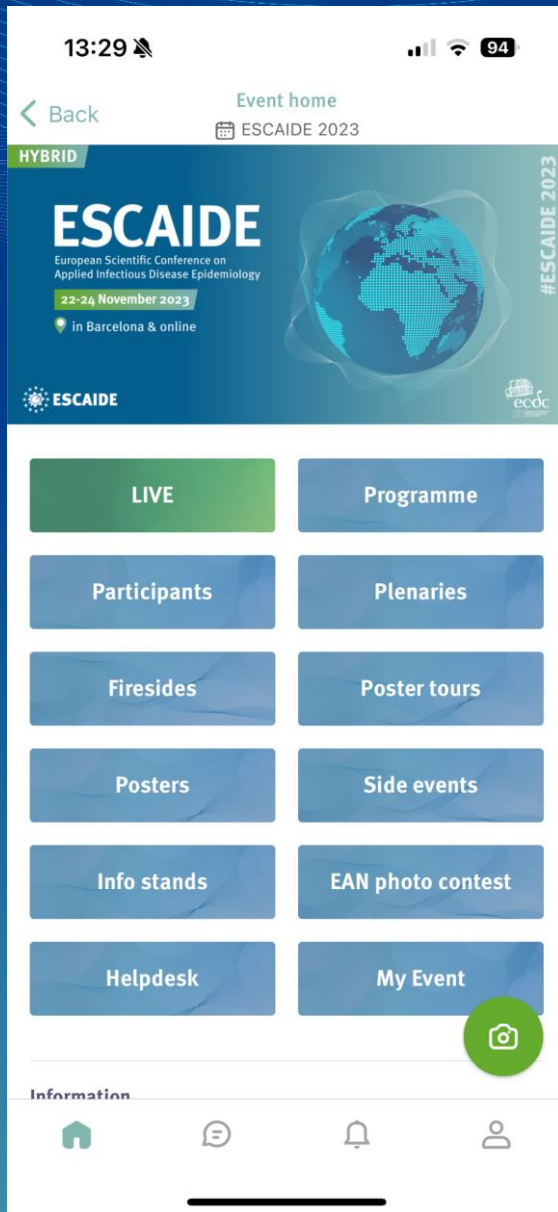 13:29
94
Back
Event home
ESCAIDE 2023
HYBRID
#ESCAIDE 2023
ESCAIDE
European Scientific Conference on
Applied Infectious Disease Epidemiology
22-24 November 2023
in Barcelona & online
ESCAIDE
ecdc
LIVE
Programme
Participants
Plenaries
Firesides
Poster tours
Posters
Side events
Info stands
EAN photo contest
Helpdesk
My Event
Information